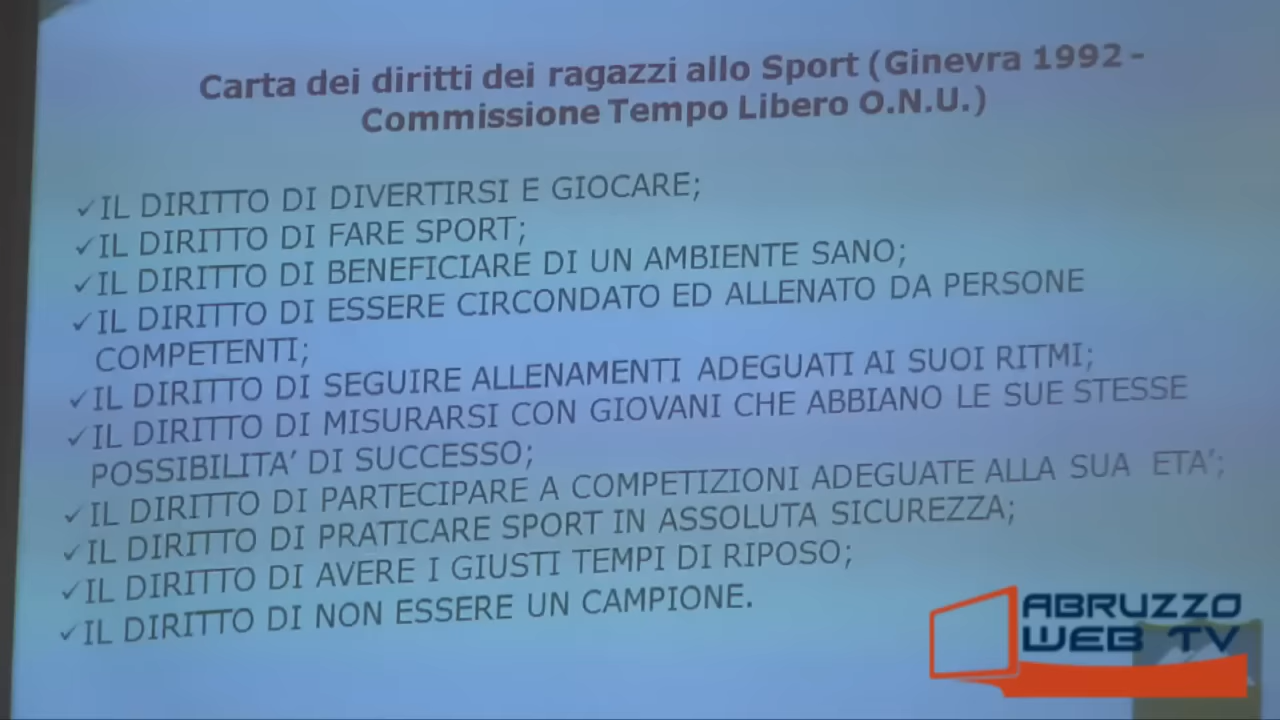 Carta dei diritti dei ragazzi allo Sport (Ginevra 1992 -
Commissione Tempo Libero O.N.U.)
✓IL DIRITTO DI DIVERTIRSI E GIOCARE;
✓IL DIRITTO DI FARE SPORT;
✓IL DIRITTO DI BENEFICIARE DI UN AMBIENTE SANO;
✓IL DIRITTO DI ESSERE CIRCONDATO ED ALLENATO DA PERSONE
COMPETENTI;
✓IL DIRITTO DI SEGUIRE ALLENAMENTI ADEGUATI AI SUOI RITMI;
✓IL DIRITTO DI MISURARSI CON GIOVANI CHE ABBIANO LE SUE STESSE
POSSIBILITA’ DI SUCCESSO;
✓IL DIRITTO DI PARTECIPARE A COMPETIZIONI ADEGUATE ALLA SUA ETA’;
✓IL DIRITTO DI PRATICARE SPORT IN ASSOLUTA SICUREZZA;
✓IL DIRITTO DI AVERE I GIUSTI TEMPI DI RIPOSO;
✓IL DIRITTO DI NON ESSERE UN CAMPIONE.
ABRUZZO
WEB TV